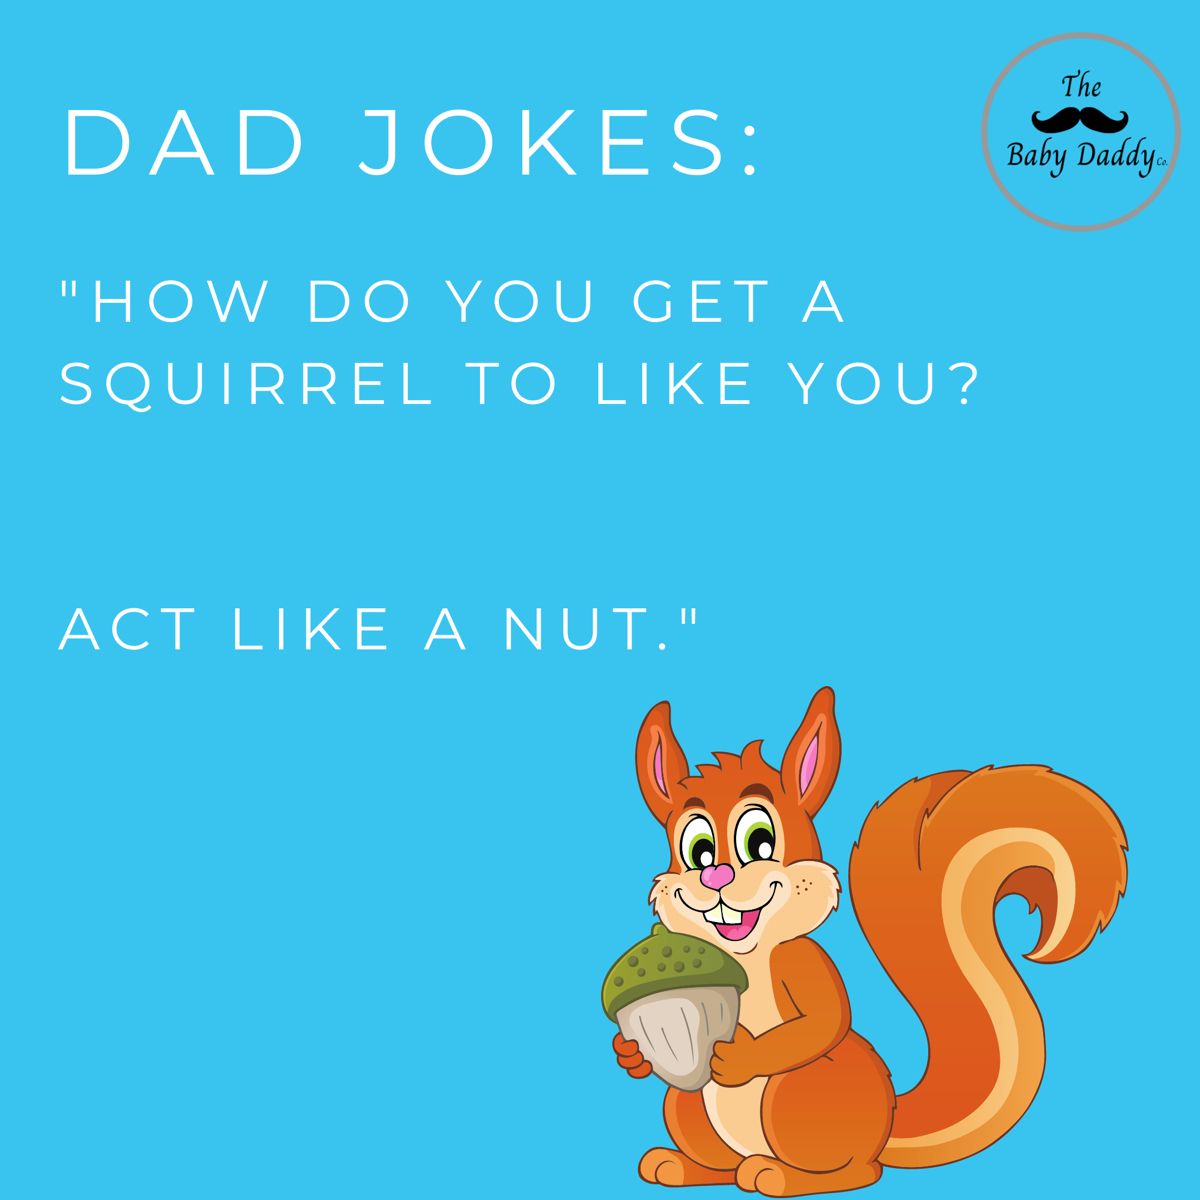 The
Baby Daddy Co.
DAD JOKES:
"HOW DO YOU GET A
SQUIRREL TO LIKE YOU?
ACT LIKE A NUT."